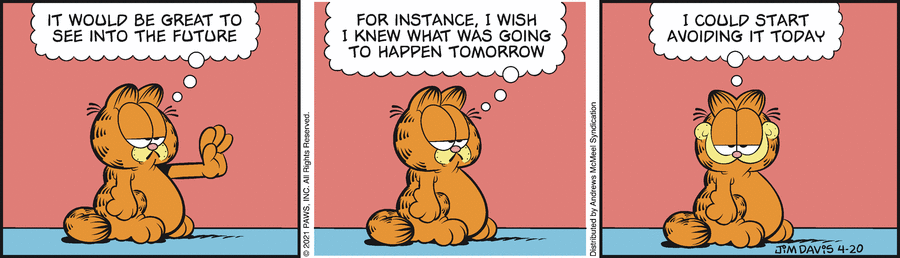 IT WOULD BE GREAT TO
SEE INTO THE FUTURE
© 2021 PAWS, INC. All Rights Reserved.
FOR INSTANCE, I WISH
I KNEW WHAT WAS GOING
TO HAPPEN TOMORROW
Distributed by Andrews McMeel Syndication
I COULD START
AVOIDING IT TODAY
JIM DAVIS 4-20